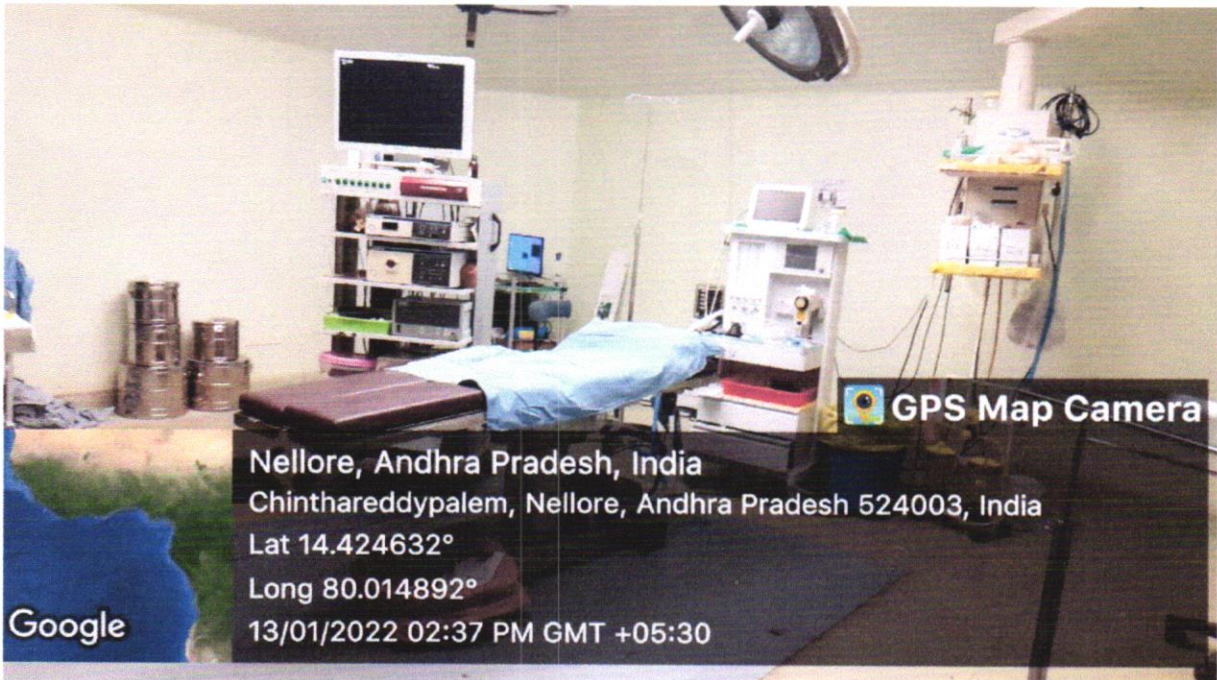 GPS Map Camera
Nellore, Andhra Pradesh, India
Chinthareddypalem, Nellore, Andhra Pradesh 524003, India
Lat 14.424632°
Long 80.014892°
13/01/2022 02:37 PM GMT +05:30
Google